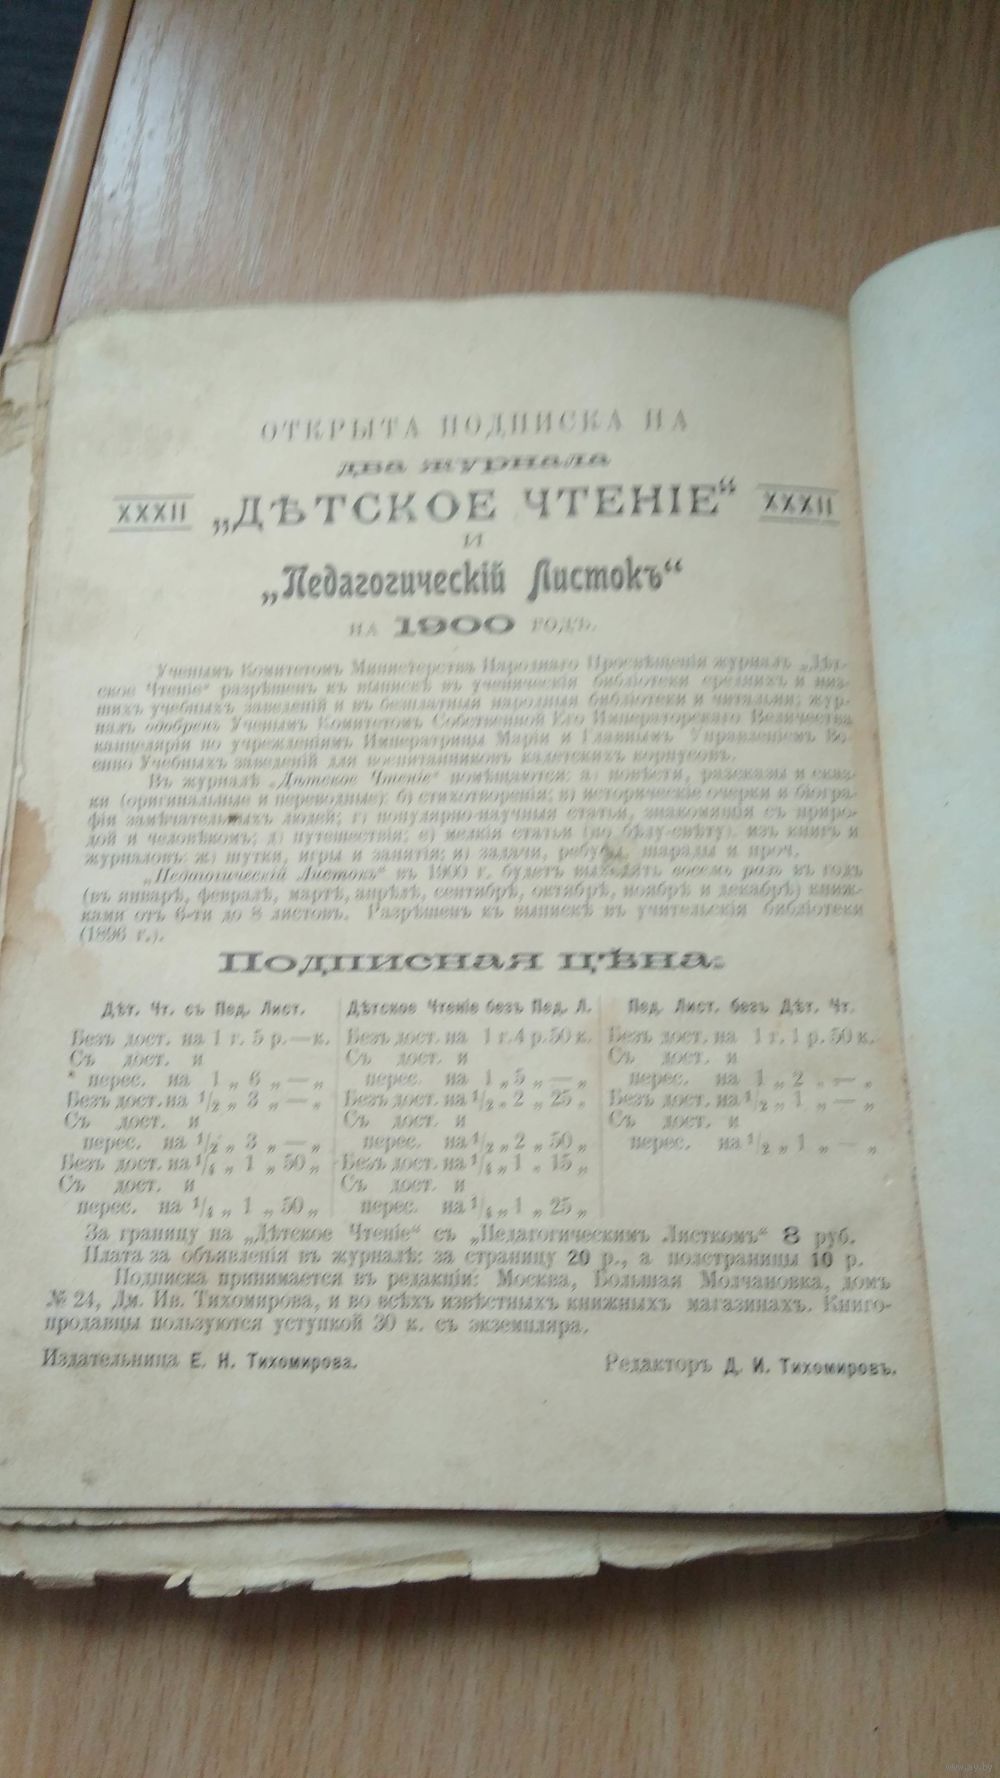 ОТКРЫТА ПОДПИСКА НА
два журнала
XXXII „ДѢТСКОЕ ЧТЕНІЕ“ XXXII
И
„Педагогическій Листокъ“
НА 1900 ГОДЪ.
Ученымъ Комитетомъ Министерства Народнаго Просвѣщенія журналъ „Дѣт-
ское Чтеніе“ разрѣшенъ къ выпискѣ въ ученическія библіотеки среднихъ и низ-
шихъ учебныхъ заведеній и въ безплатныя народныя библіотеки и читальни; жур-
налъ одобренъ Ученымъ Комитетомъ Собственной Его Императорскаго Величества
канцеляріи по учрежденіямъ Императрицы Маріи и Главнымъ Управленіемъ Во-
енно Учебныхъ заведеній для воспитанниковъ кадетскихъ корпусовъ.
Въ журналѣ „Дѣтское Чтеніе“ помѣщаются: а) повѣсти, разсказы и сказ-
ки (оригинальные и переводные); б) стихотворенія; в) историческіе очерки и біогра-
фіи замѣчательныхъ людей; г) популярно-научныя статьи, знакомящія съ приро-
дой и человѣкомъ; д) путешествія; е) мелкія статьи (по бѣлу-свѣту), изъ книгъ и
журналовъ; ж) шутки, игры и занятія; и) задачи, ребусы, шарады и проч.
„Педагогическій Листокъ“ въ 1900 г. будетъ выходить восемь разъ въ годъ
(въ январѣ, февралѣ, мартѣ, апрѣлѣ, сентябрѣ, октябрѣ, ноябрѣ и декабрѣ) книж-
ками отъ 6-ти до 8 листовъ. Разрѣшенъ къ выпискѣ въ учительскія библіотеки
(1896 г.).
Подписная цѣна:
Дѣт. Чт. съ Пед. Лист. Дѣтское Чтеніе безъ Пед. Л. Пед. Лист. безъ Дѣт. Чт.
Безъ дост. на 1 г. 5 р.—к. Безъ дост. на 1 г. 4 р. 50 к. Безъ дост. на 1 г. 1 р. 50 к.
Съ дост. и Съ дост. и Съ дост. и
перес. на 1 „ 6 „ — „ перес. на 1 „ 5 „ — „ перес. на 1 „ 2 „ — „
Безъ дост. на 1/2 „ 3 „ — „ Безъ дост. на 1/2 „ 2 „ 25 „ Безъ дост. на 1/2 „ 1 „ — „
Съ дост. и Съ дост. и Съ дост. и
перес. на 1/2 „ 3 „ — „ перес. на 1/2 „ 2 „ 50 „ перес. на 1/2 „ 1 „ — „
Безъ дост. на 1/4 „ 1 „ 50 „ Безъ дост. на 1/4 „ 1 „ 15 „
Съ дост. и Съ дост. и
перес. на 1/4 „ 1 „ 50 „ перес. на 1/4 „ 1 „ 25 „
За границу на „Дѣтское Чтеніе“ съ „Педагогическимъ Листкомъ“ 8 руб.
Плата за объявленія въ журналѣ: за страницу 20 р., а полстраницы 10 р.
Подписка принимается въ редакціи: Москва, Большая Молчановка, домъ
№ 24, Дм. Ив. Тихомирова, и во всѣхъ извѣстныхъ книжныхъ магазинахъ. Книго-
продавцы пользуются уступкой 30 к. съ экземпляра.
Издательница Е. Н. Тихомирова. Редакторъ Д. И. Тихомировъ.
www.ay.by